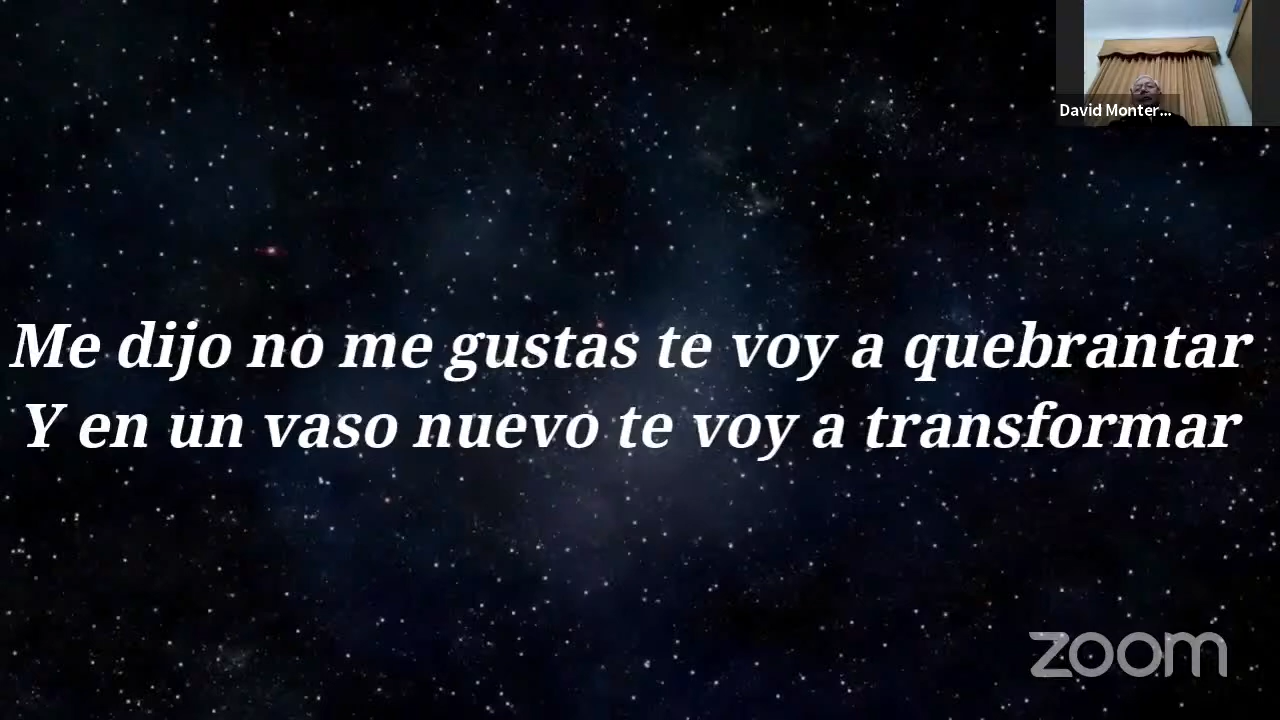 David Monter...
Me dijo no me gustas te voy a quebrantar
Y en un vaso nuevo te voy a transformar
zoom